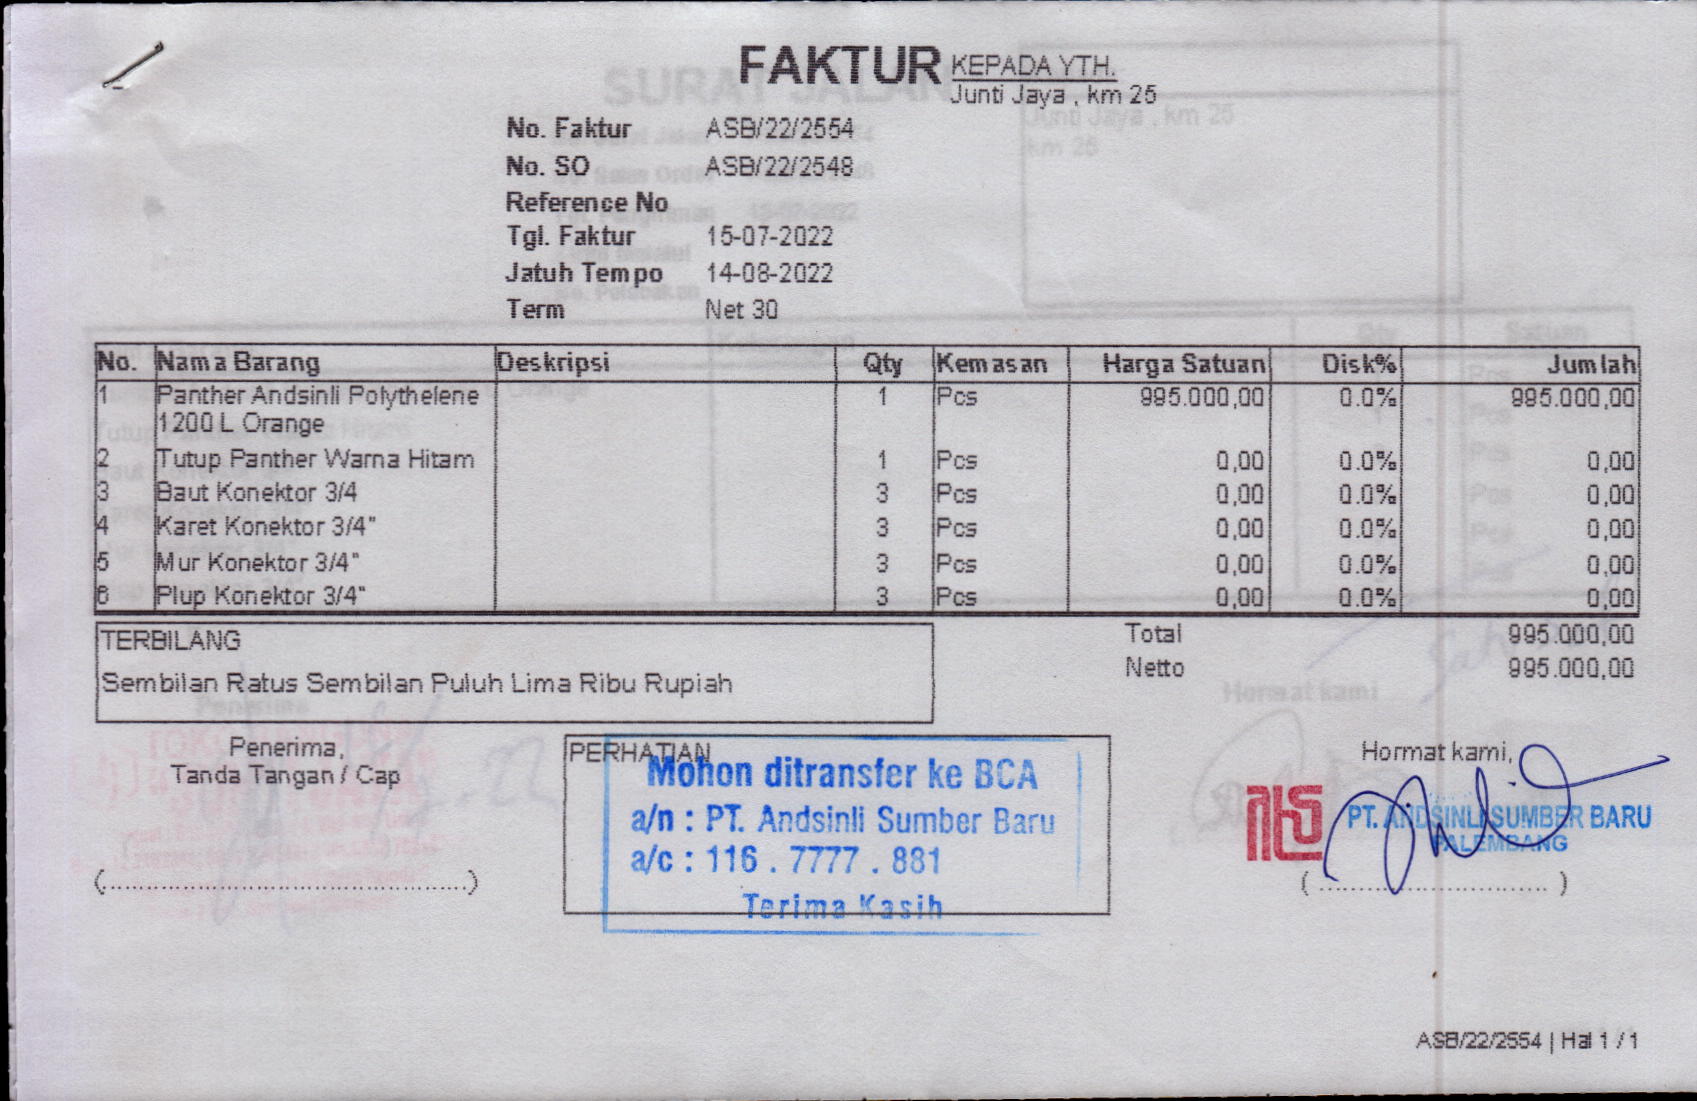 FAKTUR
KEPADA YTH.
Junti Jaya , km 25
No. Faktur ASB/22/2554
No. SO ASB/22/2548
Reference No
Tgl. Faktur 15-07-2022
Jatuh Tempo 14-08-2022
Term Net 30
No. Nama Barang Deskripsi Qty Kemasan Harga Satuan Disk% Jumlah
1 Panther Andsinli Polythelene 1 Pcs 995.000,00 0.0% 995.000,00
1200 L Orange
2 Tutup Panther Warna Hitam 1 Pcs 0,00 0.0% 0,00
3 Baut Konektor 3/4 3 Pcs 0,00 0.0% 0,00
4 Karet Konektor 3/4" 3 Pcs 0,00 0.0% 0,00
5 Mur Konektor 3/4" 3 Pcs 0,00 0.0% 0,00
6 Plup Konektor 3/4" 3 Pcs 0,00 0.0% 0,00
TERBILANG
Sembilan Ratus Sembilan Puluh Lima Ribu Rupiah
Total 995.000,00
Netto 995.000,00
Penerima,
Tanda Tangan / Cap
(..............................................)
PERHATIAN
Mohon ditransfer ke BCA
a/n : PT. Andsinli Sumber Baru
a/c : 116 . 7777 . 881
Terima Kasih
Hormat kami,
PT. ANDSINLI SUMBER BARU
PALEMBANG
( ............................. )
ASB/22/2554 | Hal 1 / 1